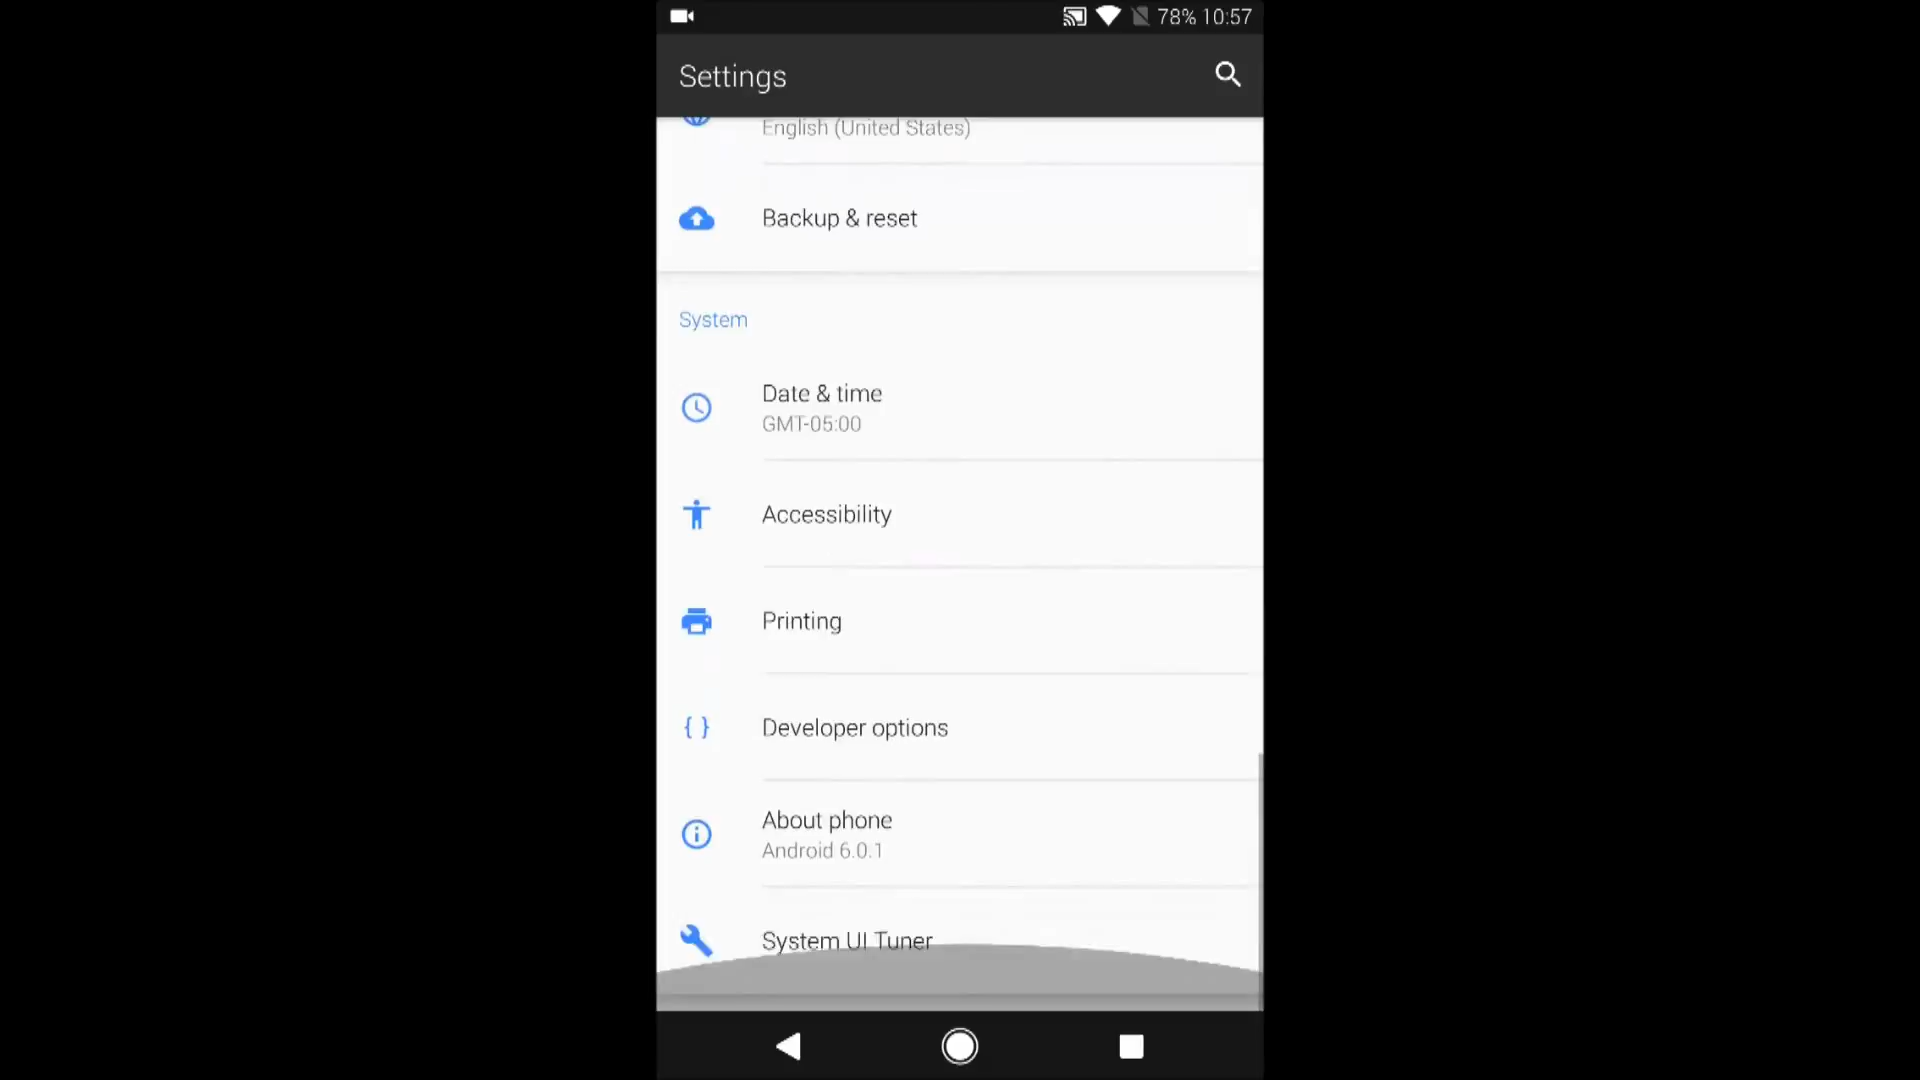 78% 10:57
Settings
English (United States)
Backup & reset
System
Date & time
GMT-05:00
Accessibility
Printing
Developer options
About phone
Android 6.0.1
System UI Tuner